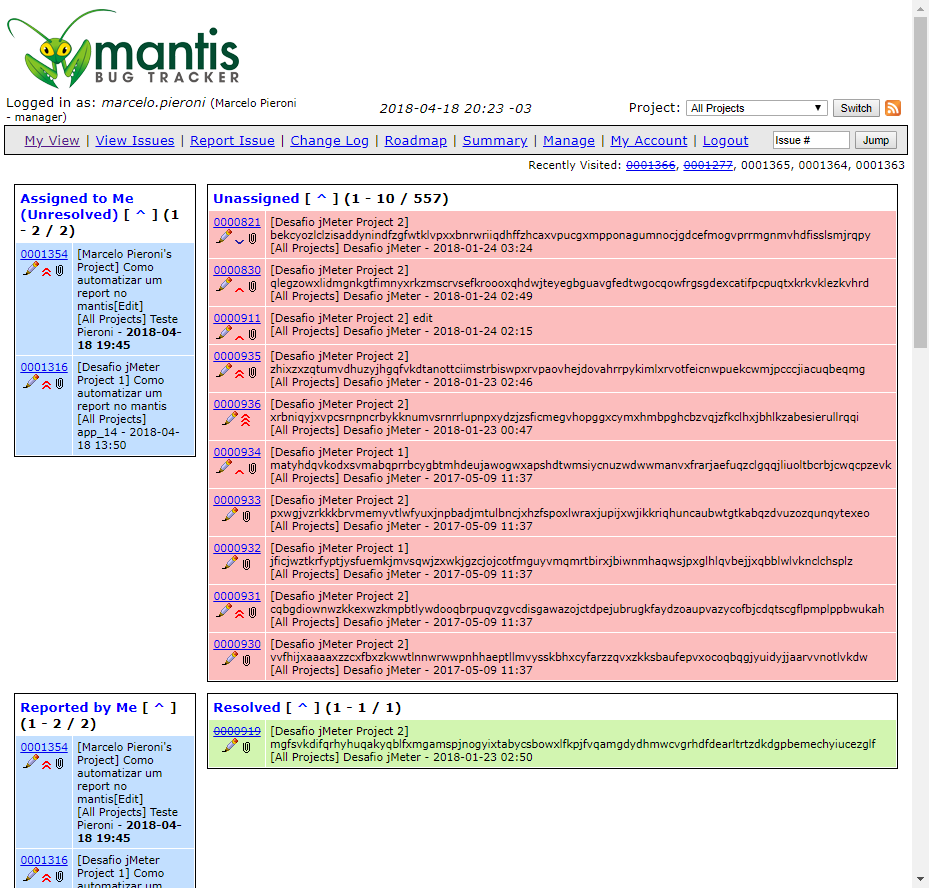 mantis
BUG TRACKER
Logged in as: marcelo.pieroni (Marcelo Pieroni
- manager)
2018-04-18 20:23 -03
Project: All Projects Switch
My View | View Issues | Report Issue | Change Log | Roadmap | Summary | Manage | My Account | Logout
Issue # Jump
Recently Visited: 0001366, 0001277, 0001365, 0001364, 0001363
Assigned to Me
(Unresolved) [ ^ ] (1
- 2 / 2)
0001354
[Marcelo Pieroni's
Project] Como
automatizar um
report no
mantis[Edit]
[All Projects] Teste
Pieroni - 2018-04-
18 19:45
0001316
[Desafio jMeter
Project 1] Como
automatizar um
report no mantis
[All Projects]
app_14 - 2018-04-
18 13:50
Unassigned [ ^ ] (1 - 10 / 557)
0000821 [Desafio jMeter Project 2]
bekcyozlclzisaddynindfzgfwtklvpxxbnrwriiqdhffzhcaxvpucgxmpponagumnocjgdcefmogvprrmgnmvhdfisslsmjrqpy
[All Projects] Desafio jMeter - 2018-01-24 03:24
0000830 [Desafio jMeter Project 2]
qlegzowxlidmgnkgtfimnyxrkzmscrvsefkroooxqhdwjteyegbguavgfedtwgocqowfrgsgdexcatifpcpuqtxkrkvklezkvhrd
[All Projects] Desafio jMeter - 2018-01-24 02:49
0000911 [Desafio jMeter Project 2] edit
[All Projects] Desafio jMeter - 2018-01-24 02:15
0000935 [Desafio jMeter Project 2]
zhixzxzqtumvdhuzyjhgqfvkdtanottciimstrbiswpxrvpaovhejdovahrrpykimlxrvotfeicnwpuekcwmjpcccjiacuqbeqmg
[All Projects] Desafio jMeter - 2018-01-23 02:46
0000936 [Desafio jMeter Project 2]
xrbniqyjxvpcsrnpncrbykknumvsrnrrlupnpxydzjzsficmegvhopggxcymxhmbpghcbzvqjzfkclhxjbhlkzabesierullrqqi
[All Projects] Desafio jMeter - 2018-01-23 00:47
0000934 [Desafio jMeter Project 1]
matyhdqvkodxsvmabqprrbcygbtmhdeujawogwxapshdtwmsiycnuzwdwwmanvxfrarjaefuqzclgqqjliuoltbcrbjcwqcpzevk
[All Projects] Desafio jMeter - 2017-05-09 11:37
0000933 [Desafio jMeter Project 2]
pxwgjvzrkkkbrvmemyvtlwfyuxjnpbadjmtulbncjxhzfspoxlwraxjupijxwjikkriqhuncaubwtgtkabqzdvuzozqunqytexeo
[All Projects] Desafio jMeter - 2017-05-09 11:37
0000932 [Desafio jMeter Project 1]
jficjwztkrfyptjysfuemkjmvsqwjzxwkjgzcjojcotfmguyvmqmrtbirxjbiwnmhaqwsjpxglhlqvbejjxqbblwlvknclchsplz
[All Projects] Desafio jMeter - 2017-05-09 11:37
0000931 [Desafio jMeter Project 2]
cqbgdiownwzkkexwzkmpbtlywdooqbrpuqvzgvcdisgawazojctdpejubrugkfaydzoaupvazycofbjcdqtscgflpmplppbwukah
[All Projects] Desafio jMeter - 2017-05-09 11:37
0000930 [Desafio jMeter Project 2]
vvfhijxaaaaxzzcxfbxzkwwtlnnwrwwpnhhaeptllmvysskbhxcyfarzzqvxzkksbaufepvxocoqbqgjyuidyjjaarvvnotlvkdw
[All Projects] Desafio jMeter - 2017-05-09 11:37
Reported by Me [ ^ ]
(1 - 2 / 2)
0001354
[Marcelo Pieroni's
Project] Como
automatizar um
report no
mantis[Edit]
[All Projects] Teste
Pieroni - 2018-04-
18 19:45
0001316
[Desafio jMeter
Project 1] Como
automatizar um
Resolved [ ^ ] (1 - 1 / 1)
0000919 [Desafio jMeter Project 2]
mgfsvkdifqrhyhuqakyqblfxmgamspjnogyixtabycsbowxlfkpjfvqamgdydhmwcvgrhdfdearltrtzdkdgpbemechyiucezglf
[All Projects] Desafio jMeter - 2018-01-23 02:50